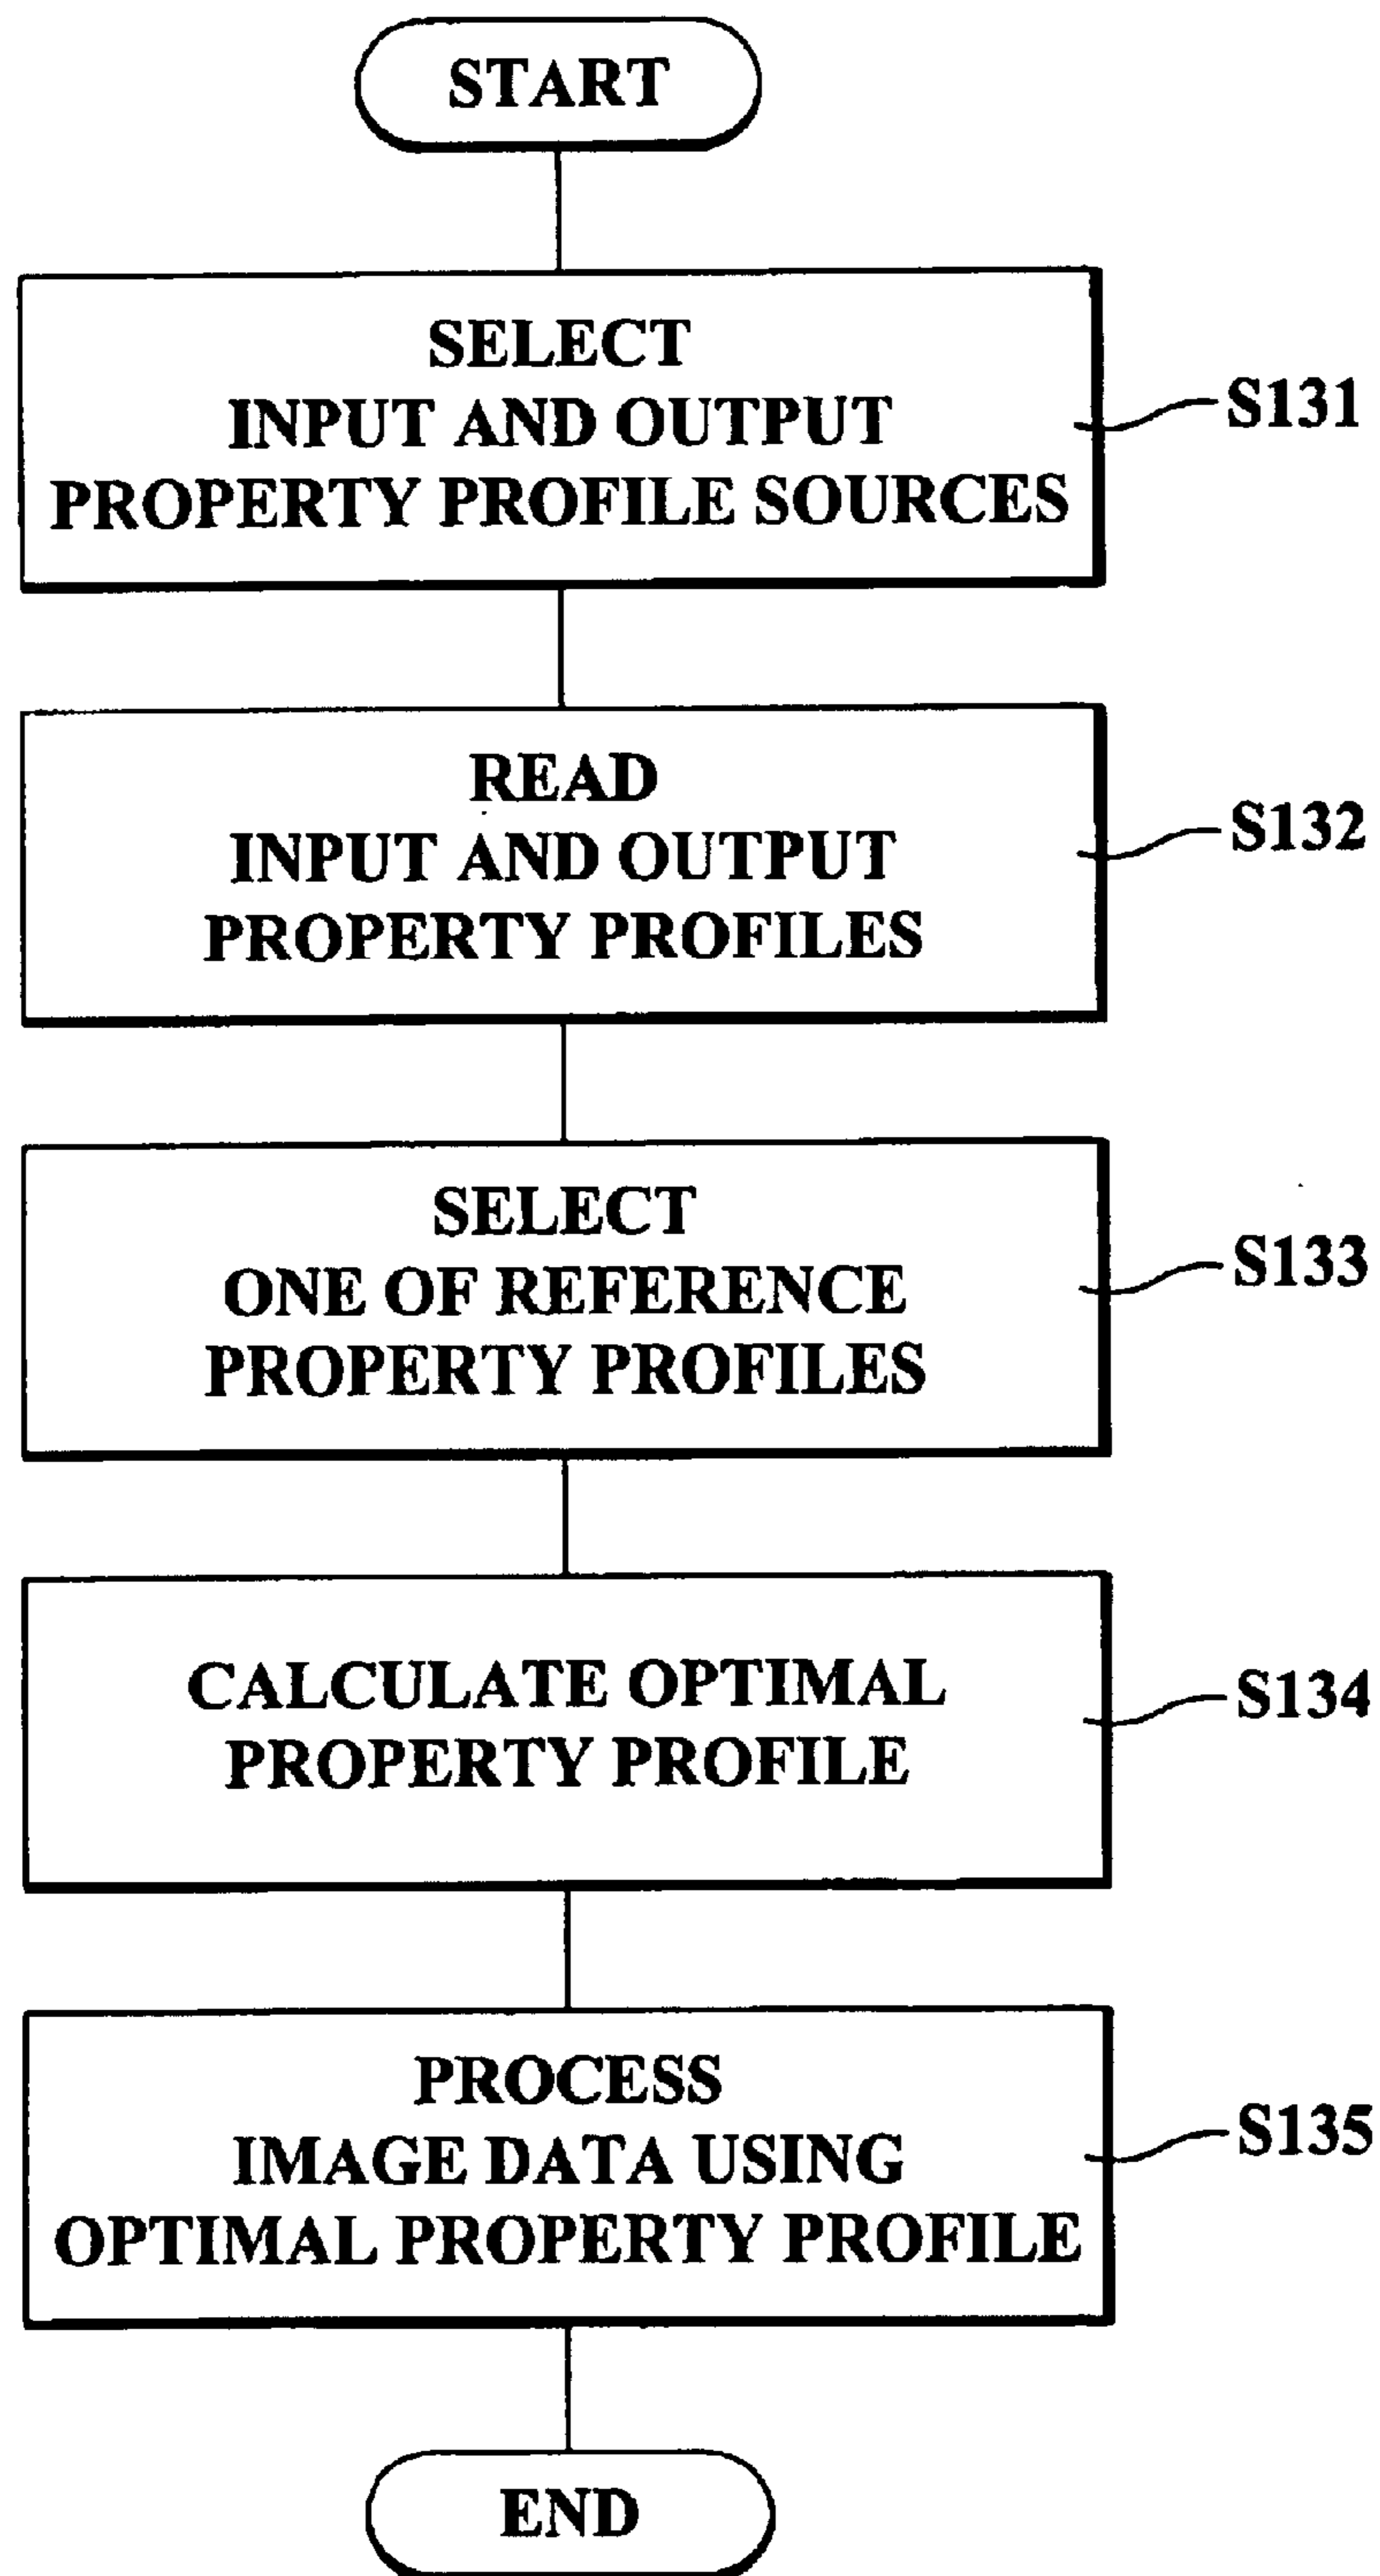 START
SELECT
INPUT AND OUTPUT
PROPERTY PROFILE SOURCES
S131
READ
INPUT AND OUTPUT
PROPERTY PROFILES
S132
SELECT
ONE OF REFERENCE
PROPERTY PROFILES
S133
CALCULATE OPTIMAL
PROPERTY PROFILE
S134
PROCESS
IMAGE DATA USING
OPTIMAL PROPERTY PROFILE
S135
END